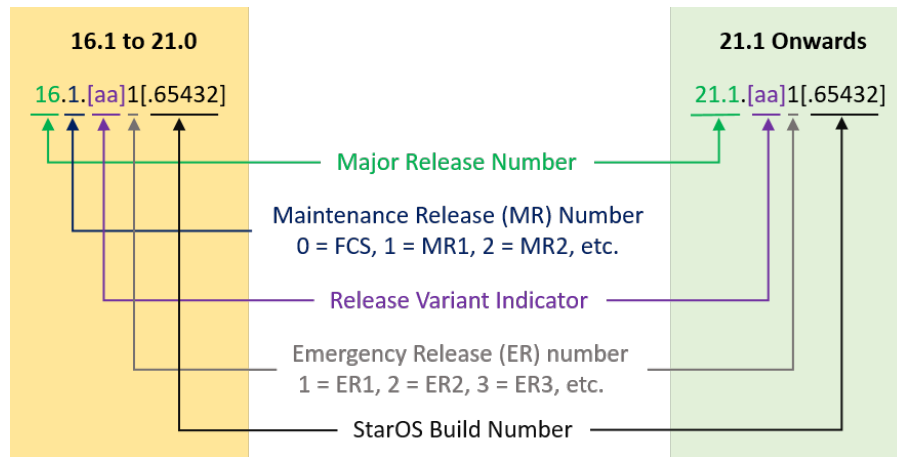 16.1 to 21.0
21.1 Onwards
16.1.[aa]1[.65432]
21.1.[aa]1[.65432]
Major Release Number
Maintenance Release (MR) Number
0 = FCS, 1 = MR1, 2 = MR2, etc.
Release Variant Indicator
Emergency Release (ER) number
1 = ER1, 2 = ER2, 3 = ER3, etc.
StarOS Build Number